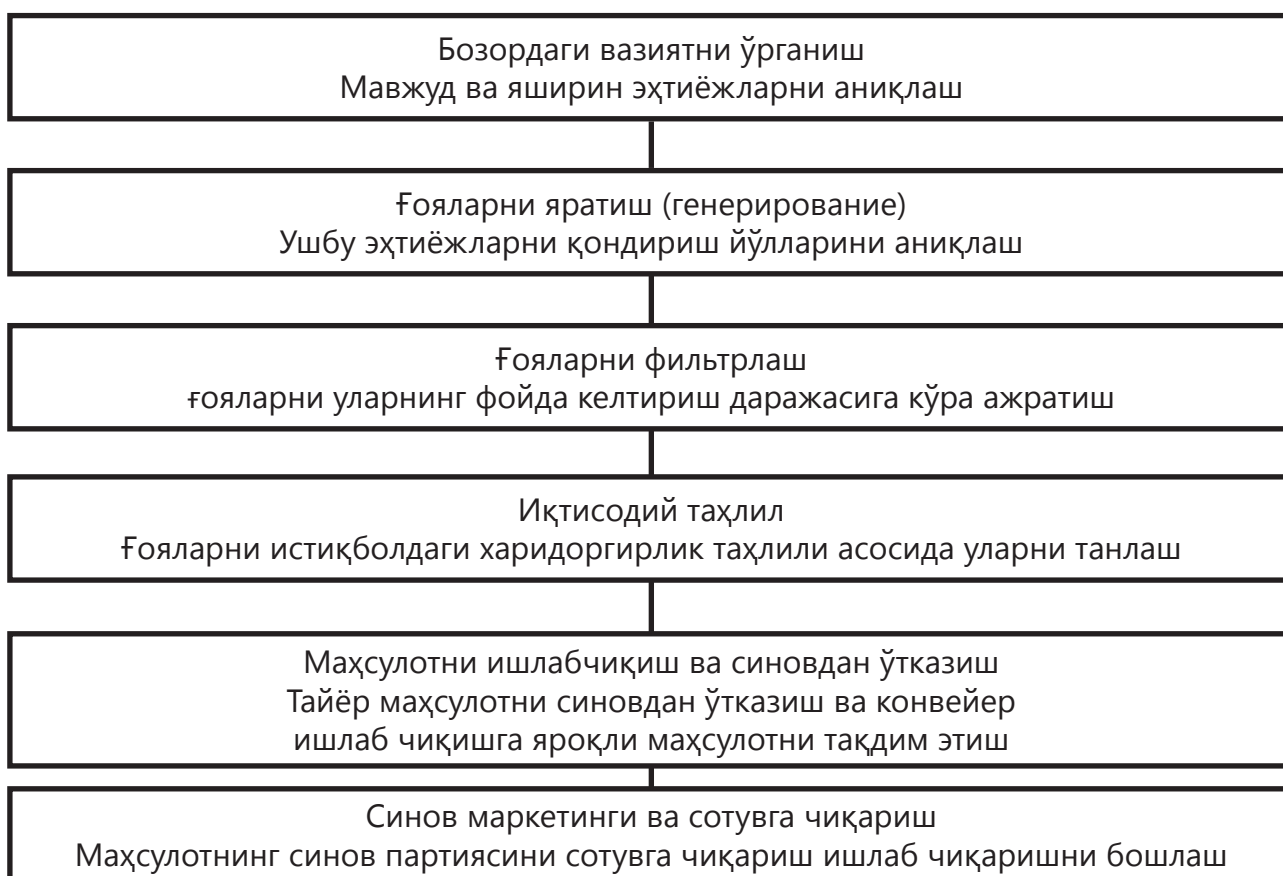 Бозордаги вазиятни ўрганиш
Мавжуд ва яширин эҳтиёжларни аниқлаш
Ғояларни яратиш (генерирование)
Ушбу эҳтиёжларни қондириш йўлларини аниқлаш
Ғояларни фильтрлаш
ғояларни уларнинг фойда келтириш даражасига кўра ажратиш
Иқтисодий таҳлил
Ғояларни истиқболдаги харидоргирлик таҳлили асосида уларни танлаш
Маҳсулотни ишлабчиқиш ва синовдан ўтказиш
Тайёр маҳсулотни синовдан ўтказиш ва конвейер
ишлаб чиқишга яроқли маҳсулотни тақдим этиш
Синов маркетинги ва сотувга чиқариш
Маҳсулотнинг синов партиясини сотувга чиқариш ишлаб чиқаришни бошлаш